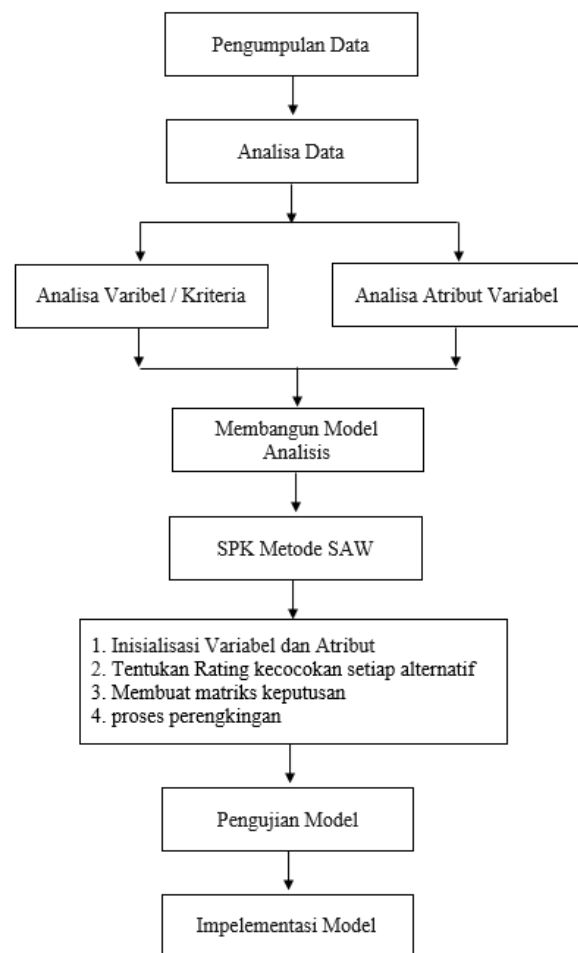 Pengumpulan Data
Analisa Data
Analisa Varibel / Kriteria
Analisa Atribut Variabel
Membangun Model
Analisis
SPK Metode SAW
1. Inisialisasi Variabel dan Atribut
2. Tentukan Rating kecocokan setiap alternatif
3. Membuat matriks keputusan
4. proses perengkingan
Pengujian Model
Impelementasi Model